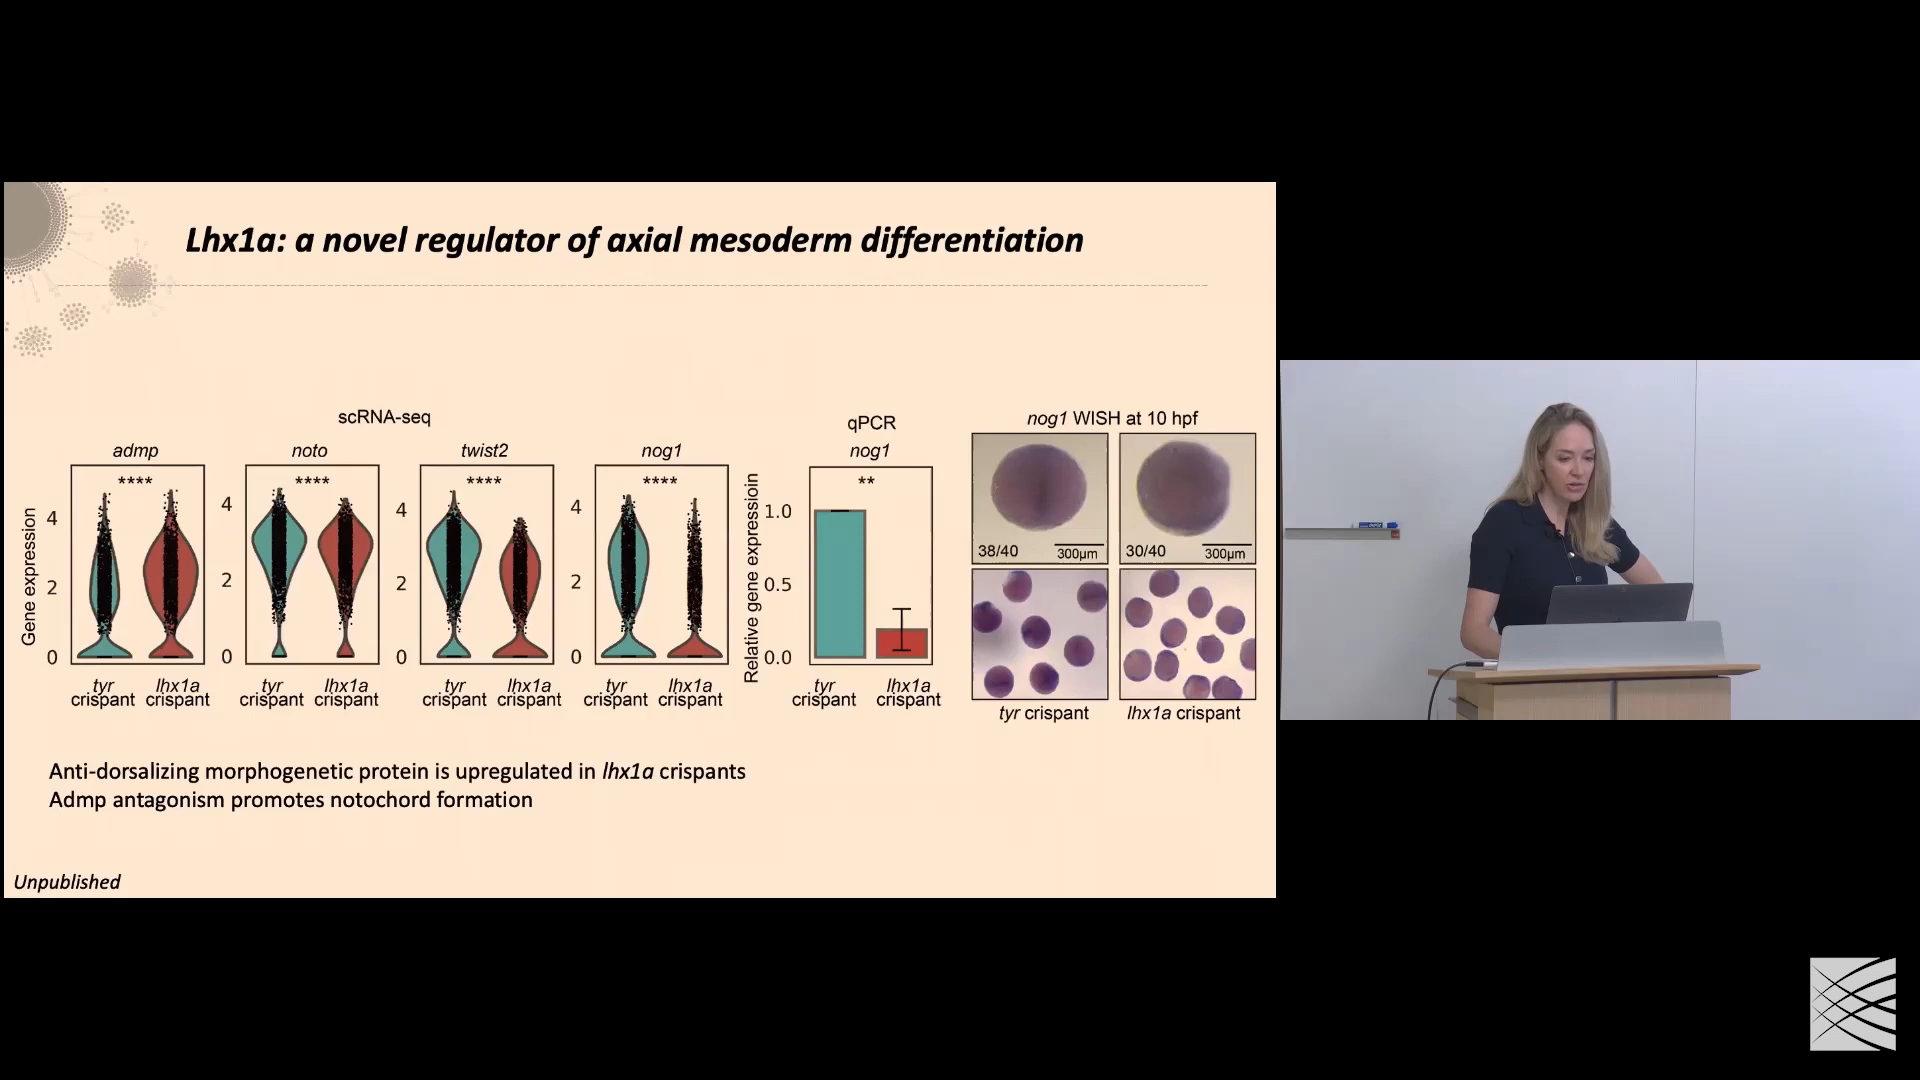 Lhx1a: a novel regulator of axial mesoderm differentiation
scRNA-seq
admp
noto
twist2
nog1
Gene expression
4
2
0
****
4
2
0
****
4
2
0
****
4
2
0
****
tyr crispant
lhx1a crispant
tyr crispant
lhx1a crispant
tyr crispant
lhx1a crispant
tyr crispant
lhx1a crispant
qPCR
nog1
Relative gene expressioin
1.0
0.5
0.0
**
tyr crispant
lhx1a crispant
nog1 WISH at 10 hpf
38/40
300µm
30/40
300µm
tyr crispant
lhx1a crispant
Anti-dorsalizing morphogenetic protein is upregulated in lhx1a crispants
Admp antagonism promotes notochord formation
Unpublished